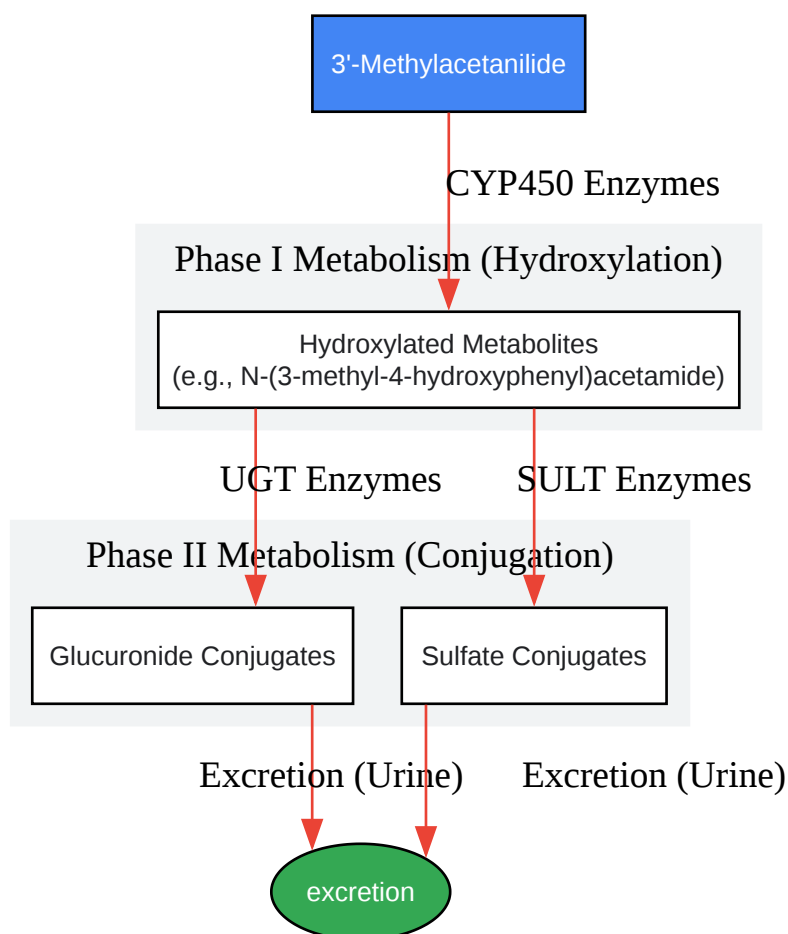 3'-Methylacetanilide
CYP450 Enzymes
Phase I Metabolism (Hydroxylation)
Hydroxylated Metabolites
(e.g., N-(3-methyl-4-hydroxyphenyl)acetamide)
UGT Enzymes
SULT Enzymes
Phase II Metabolism (Conjugation)
Glucuronide Conjugates
Sulfate Conjugates
Excretion (Urine)
Excretion (Urine)
excretion